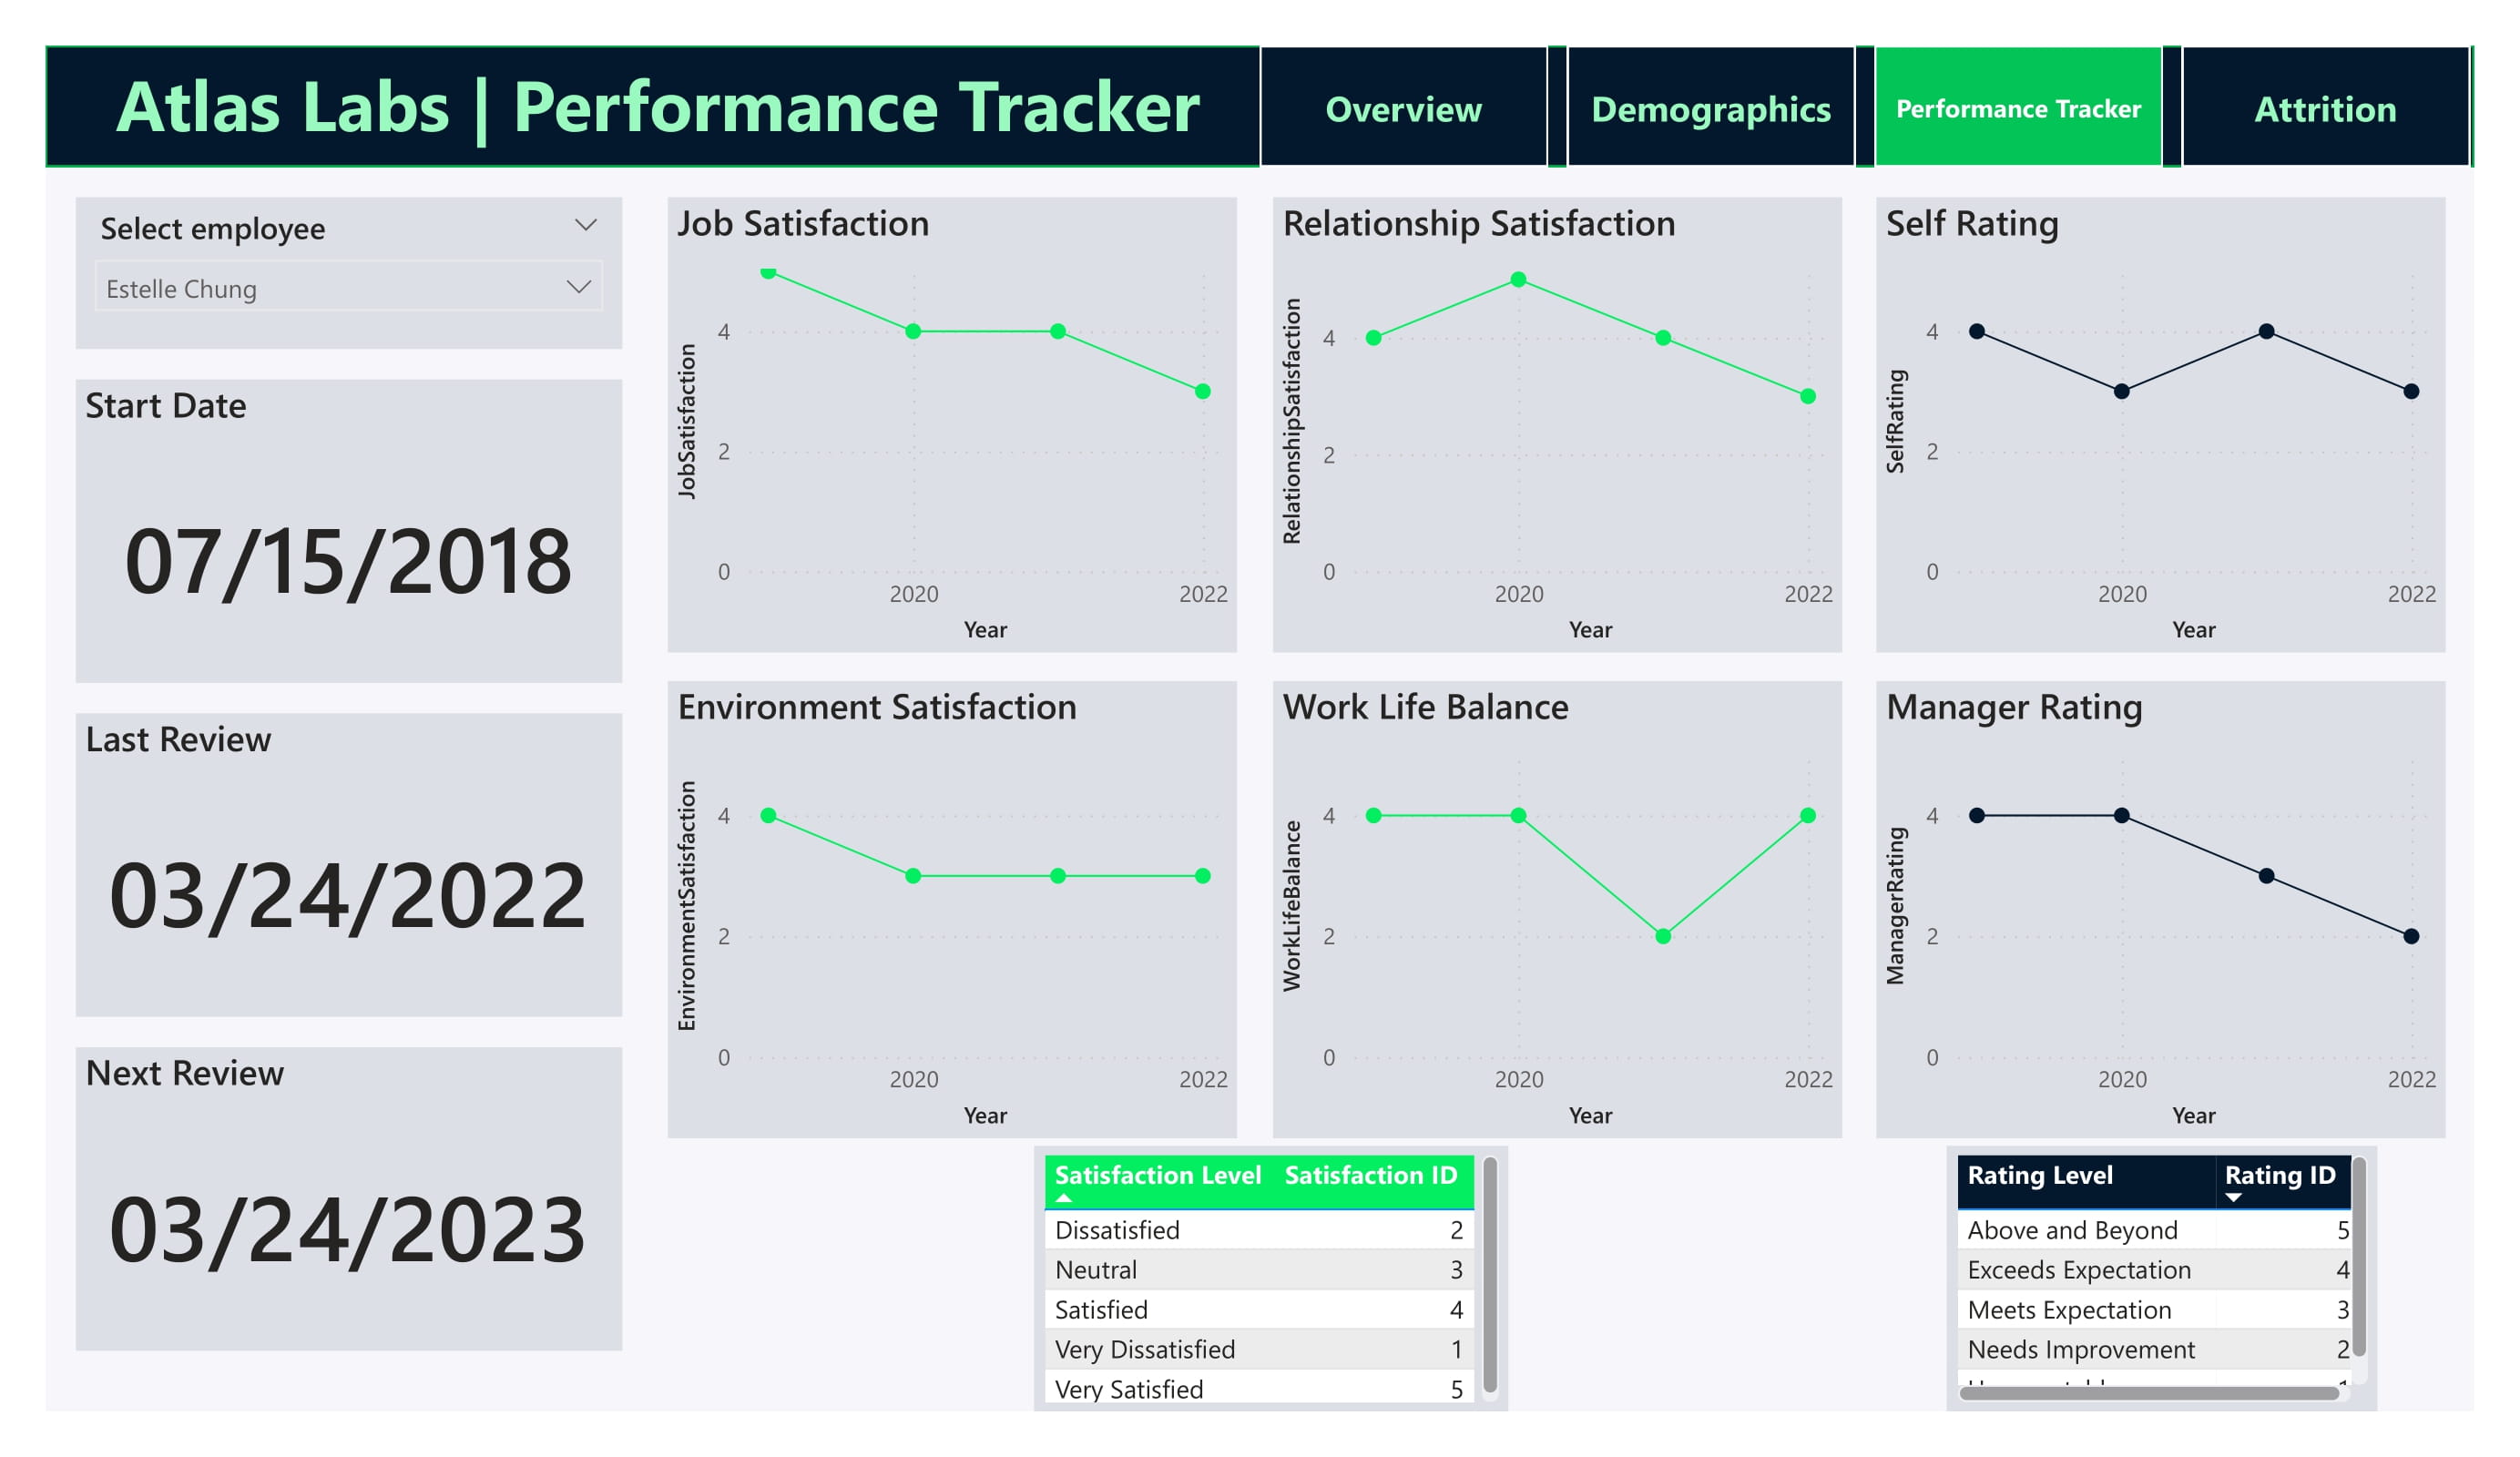 Atlas Labs | Performance Tracker
Overview
Demographics
Performance Tracker
Attrition
Select employee
Estelle Chung
Start Date
07/15/2018
Last Review
03/24/2022
Next Review
03/24/2023
Job Satisfaction
JobSatisfaction
4
2
0
2020
2022
Year
Relationship Satisfaction
RelationshipSatisfaction
4
2
0
2020
2022
Year
Self Rating
SelfRating
4
2
0
2020
2022
Year
Environment Satisfaction
EnvironmentSatisfaction
4
2
0
2020
2022
Year
Work Life Balance
WorkLifeBalance
4
2
0
2020
2022
Year
Manager Rating
ManagerRating
4
2
0
2020
2022
Year
Satisfaction Level Satisfaction ID
Dissatisfied 2
Neutral 3
Satisfied 4
Very Dissatisfied 1
Very Satisfied 5
Rating Level Rating ID
Above and Beyond 5
Exceeds Expectation 4
Meets Expectation 3
Needs Improvement 2